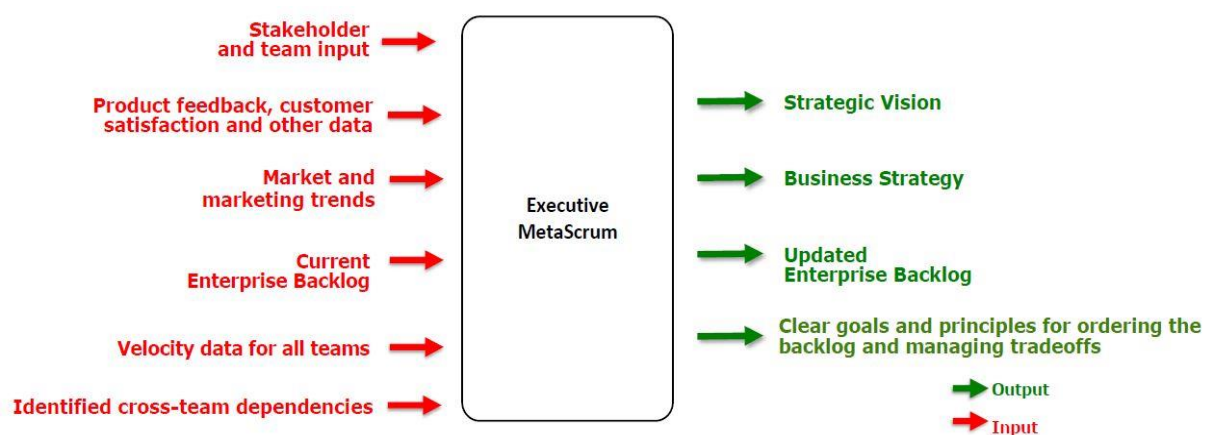 Stakeholder
and team input
Product feedback, customer
satisfaction and other data
Market and
marketing trends
Current
Enterprise Backlog
Velocity data for all teams
Identified cross-team dependencies
Executive
MetaScrum
Strategic Vision
Business Strategy
Updated
Enterprise Backlog
Clear goals and principles for ordering the
backlog and managing tradeoffs
Output
Input